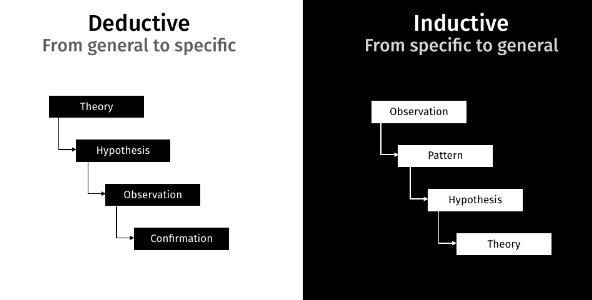 Deductive
From general to specific
Theory
Hypothesis
Observation
Confirmation
Inductive
From specific to general
Observation
Pattern
Hypothesis
Theory